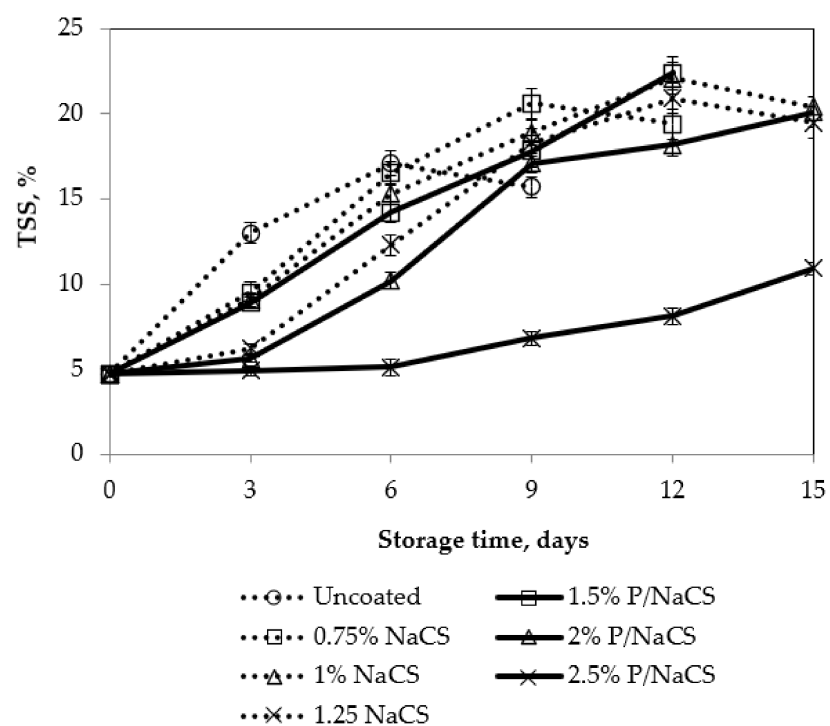 25
20
15
10
5
0
TSS, %
0 3 6 9 12 15
Storage time, days
Uncoated 1.5% P/NaCS
0.75% NaCS 2% P/NaCS
1% NaCS 2.5% P/NaCS
1.25 NaCS